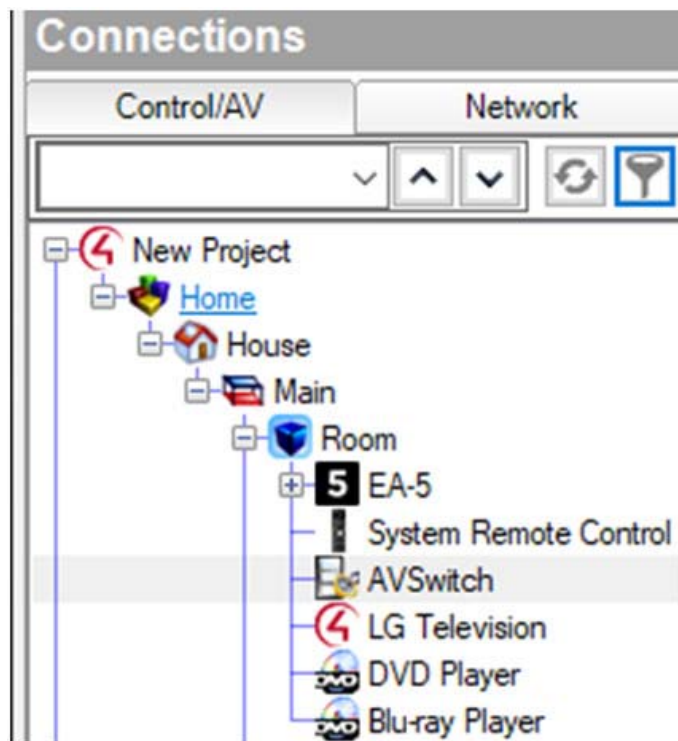 Connections
Control/AV Network
New Project
Home
House
Main
Room
5 EA-5
System Remote Control
AVSwitch
LG Television
DVD Player
Blu-ray Player